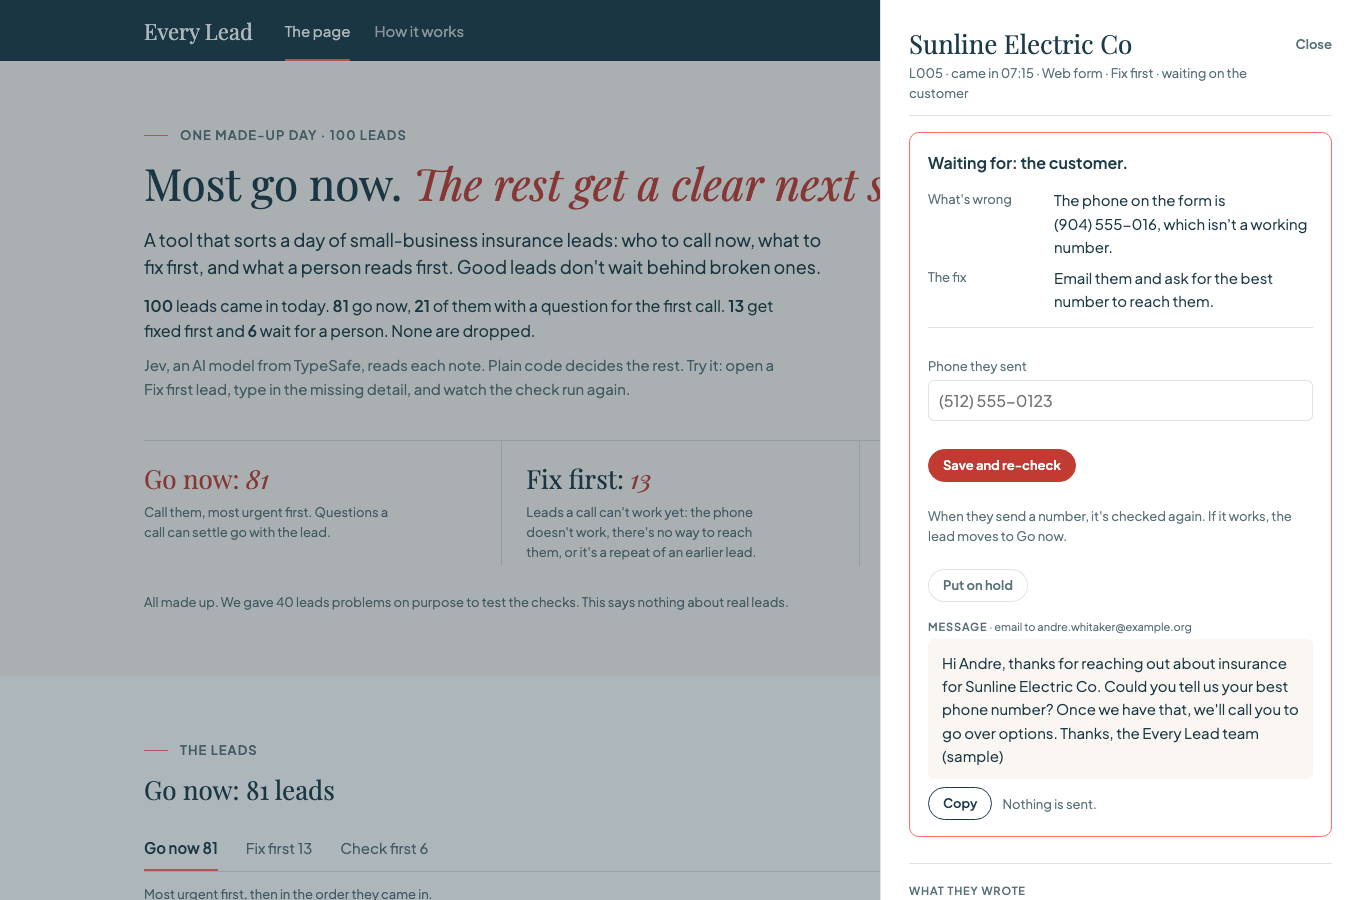 Every Lead
The page
How it works
ONE MADE-UP DAY · 100 LEADS
Most go now. The rest get a clear next s
A tool that sorts a day of small-business insurance leads: who to call now, what to
fix first, and what a person reads first. Good leads don't wait behind broken ones.
100 leads came in today. 81 go now, 21 of them with a question for the first call. 13 get
fixed first and 6 wait for a person. None are dropped.
Jev, an AI model from TypeSafe, reads each note. Plain code decides the rest. Try it: open a
Fix first lead, type in the missing detail, and watch the check run again.
Go now: 81
Call them, most urgent first. Questions a
call can settle go with the lead.
Fix first: 13
Leads a call can't work yet: the phone
doesn't work, there's no way to reach
them, or it's a repeat of an earlier lead.
All made up. We gave 40 leads problems on purpose to test the checks. This says nothing about real leads.
THE LEADS
Go now: 81 leads
Go now 81
Fix first 13
Check first 6
Most urgent first, then in the order they came in.
Sunline Electric Co
Close
L005 · came in 07:15 · Web form · Fix first · waiting on the
customer
Waiting for: the customer.
What's wrong
The phone on the form is
(904) 555-016, which isn't a working
number.
The fix
Email them and ask for the best
number to reach them.
Phone they sent
(512) 555-0123
Save and re-check
When they send a number, it's checked again. If it works, the
lead moves to Go now.
Put on hold
MESSAGE · email to andre.whitaker@example.org
Hi Andre, thanks for reaching out about insurance
for Sunline Electric Co. Could you tell us your best
phone number? Once we have that, we'll call you to
go over options. Thanks, the Every Lead team
(sample)
Copy
Nothing is sent.
WHAT THEY WROTE